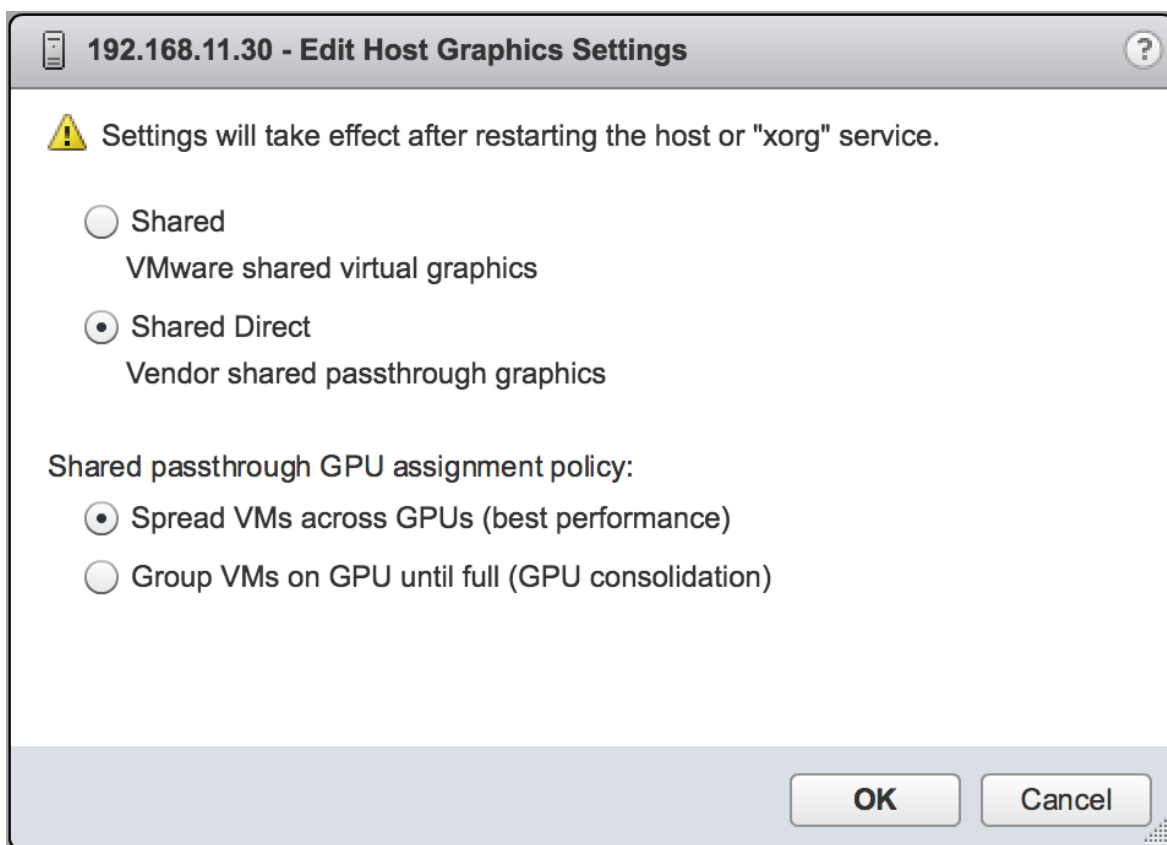 192.168.11.30 - Edit Host Graphics Settings
?
Settings will take effect after restarting the host or "xorg" service.
Shared
VMware shared virtual graphics
Shared Direct
Vendor shared passthrough graphics
Shared passthrough GPU assignment policy:
Spread VMs across GPUs (best performance)
Group VMs on GPU until full (GPU consolidation)
OK Cancel